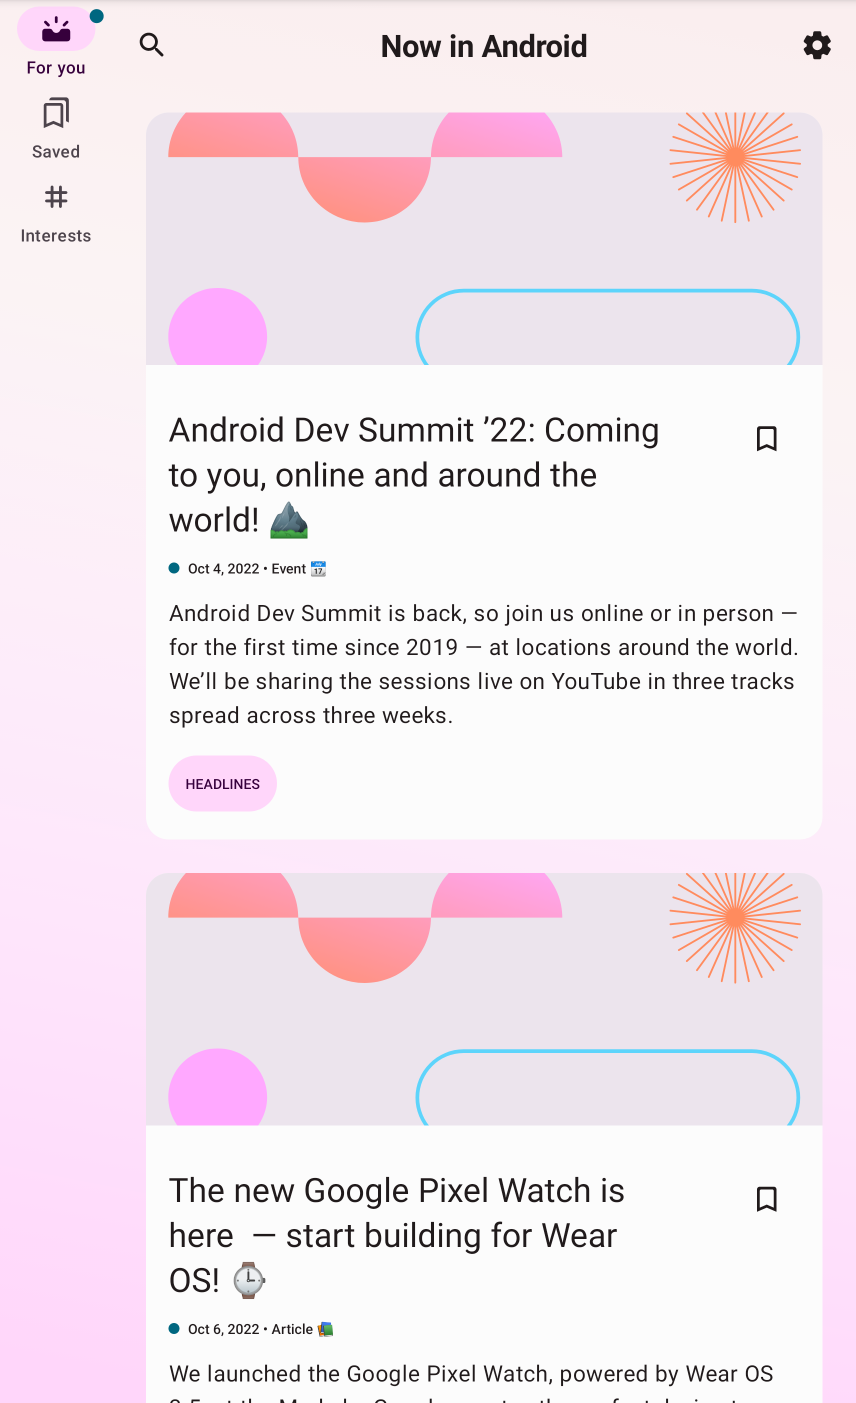 For you
Saved
Interests
Now in Android
Android Dev Summit ’22: Coming
to you, online and around the
world! ⛰️
Oct 4, 2022 • Event 📆
Android Dev Summit is back, so join us online or in person —
for the first time since 2019 — at locations around the world.
We’ll be sharing the sessions live on YouTube in three tracks
spread across three weeks.
HEADLINES
The new Google Pixel Watch is
here  — start building for Wear
OS! ⌚
Oct 6, 2022 • Article 📚
We launched the Google Pixel Watch, powered by Wear OS